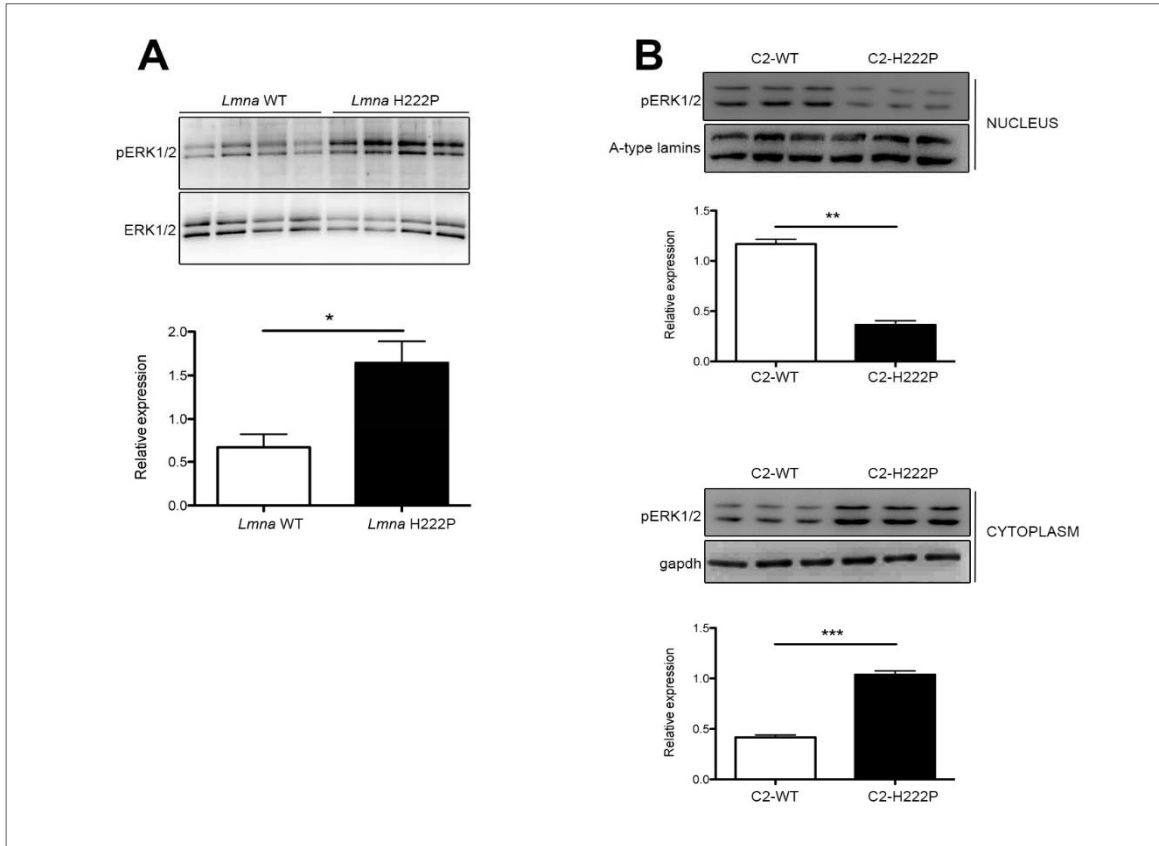 A
Lmna WT Lmna H222P
pERK1/2
ERK1/2
2.0
1.5
1.0
0.5
0.0
Relative expression
*
Lmna WT Lmna H222P
B
C2-WT C2-H222P
pERK1/2
A-type lamins
NUCLEUS
1.5
1.0
0.5
0.0
Relative expression
**
C2-WT C2-H222P
C2-WT C2-H222P
pERK1/2
gapdh
CYTOPLASM
1.5
1.0
0.5
0.0
Relative expression
***
C2-WT C2-H222P